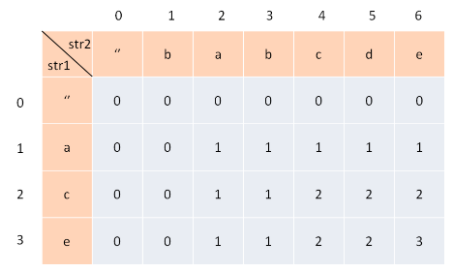 0 1 2 3 4 5 6
str2
str1 “ b a b c d e
0 “ 0 0 0 0 0 0 0
1 a 0 0 1 1 1 1 1
2 c 0 0 1 1 2 2 2
3 e 0 0 1 1 2 2 3